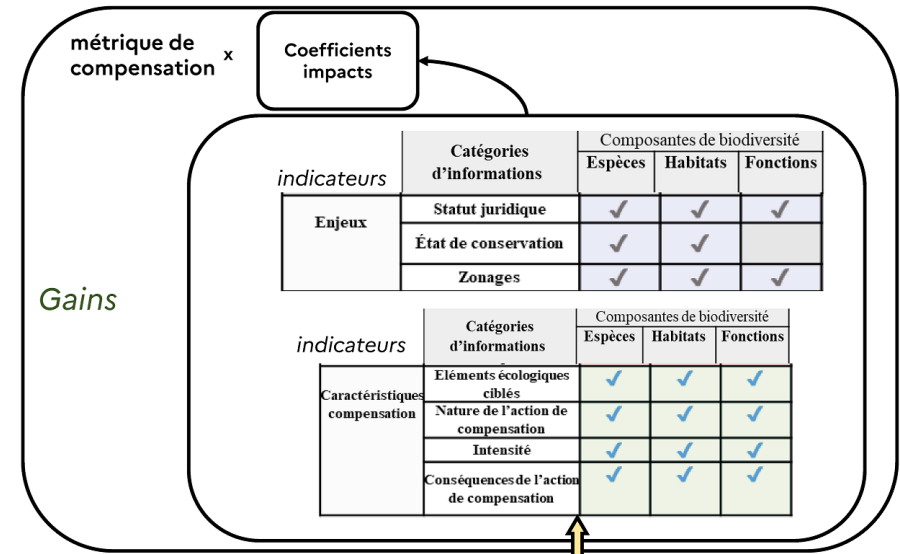 métrique de
compensation x
Coefficients
impacts
indicateurs
Catégories
d'informations
Composantes de biodiversité
Espèces Habitats Fonctions
Enjeux
Statut juridique ✓ ✓ ✓
État de conservation ✓ ✓
Zonages ✓ ✓ ✓
Gains
indicateurs
Catégories
d'informations
Composantes de biodiversité
Espèces Habitats Fonctions
Caractéristiques
compensation
Eléments écologiques
ciblés ✓ ✓ ✓
Nature de l'action de
compensation ✓ ✓ ✓
Intensité ✓ ✓ ✓
Conséquences de l'action
de compensation ✓ ✓ ✓